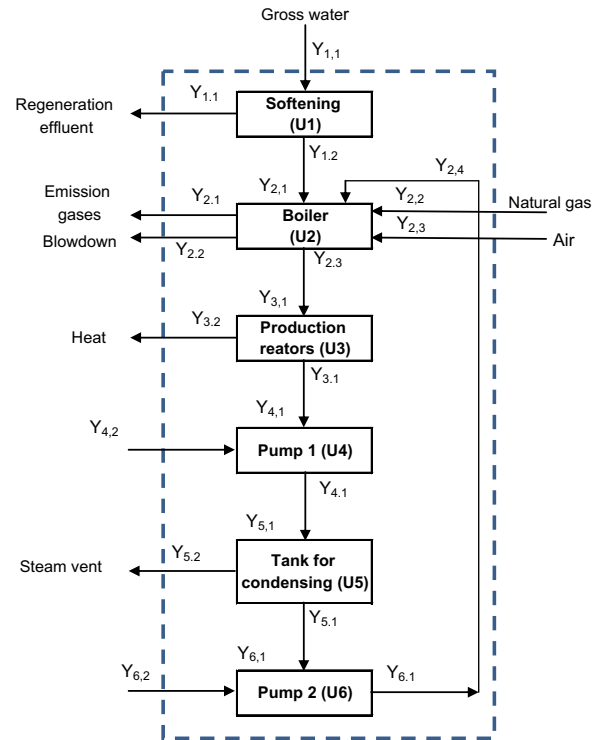 Gross water
Y1,1
Regeneration
effluent
Y1.1
Softening
(U1)
Y1.2
Y2,4
Emission
gases
Y2.1
Y2,1
Boiler
(U2)
Y2,2
Natural gas
Blowdown
Y2.2
Y2,3
Air
Y2.3
Y3,1
Heat
Y3.2
Production
reators (U3)
Y3.1
Y4,1
Y4,2
Pump 1 (U4)
Y4.1
Y5,1
Steam vent
Y5.2
Tank for
condensing (U5)
Y5.1
Y6,1
Y6,2
Pump 2 (U6)
Y6.1